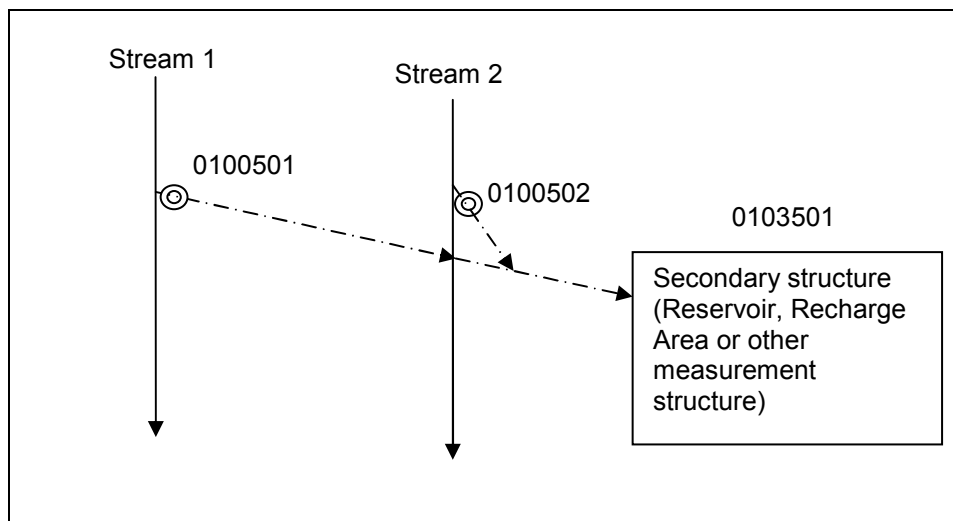 Stream 1
Stream 2
0100501
0100502
0103501
Secondary structure
(Reservoir, Recharge
Area or other
measurement
structure)